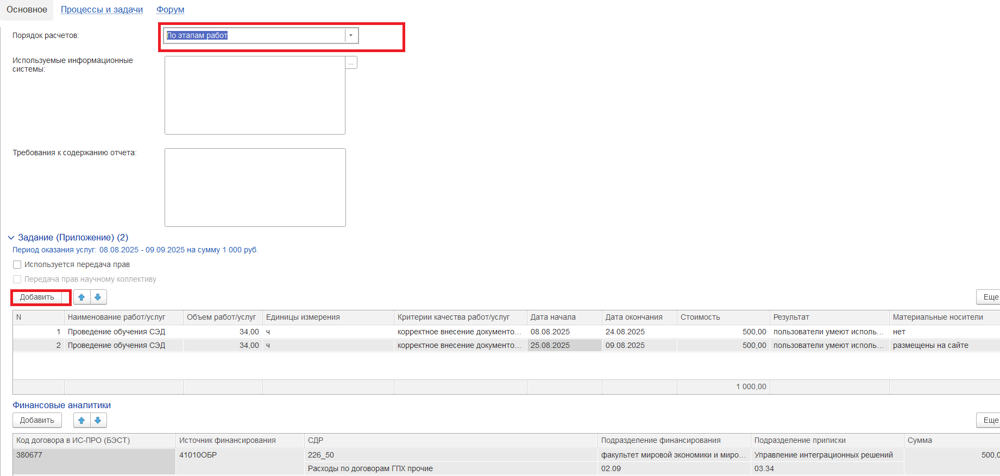 Основное Процессы и задачи Форум
Порядок расчетов: По этапам работ
Используемые информационные
системы:
...
Требования к содержанию отчета:
Задание (Приложение) (2)
Период оказания услуг: 08.08.2025 - 09.09.2025 на сумму 1 000 руб.
Используется передача прав
Передача прав научному коллективу
Добавить Еще
N Наименование работ/услуг Объем работ/услуг Единицы измерения Критерии качества работ/услуг Дата начала Дата окончания Стоимость Результат Материальные носители
1 Проведение обучения СЭД 34,00 ч корректное внесение документо... 08.08.2025 24.08.2025 500,00 пользователи умеют исполь... нет
2 Проведение обучения СЭД 34,00 ч корректное внесение документо... 25.08.2025 09.08.2025 500,00 пользователи умеют исполь... размещены на сайте
1 000,00
Финансовые аналитики
Добавить Еще
Код договора в ИС-ПРО (БЭСТ) Источник финансирования СДР Подразделение финансирования Подразделение приписки Сумма
380677 41010ОБР 226_50 факультет мировой экономики и миро... Управление интеграционных решений 500,0
Расходы по договорам ГПХ прочие 02.09 03.34